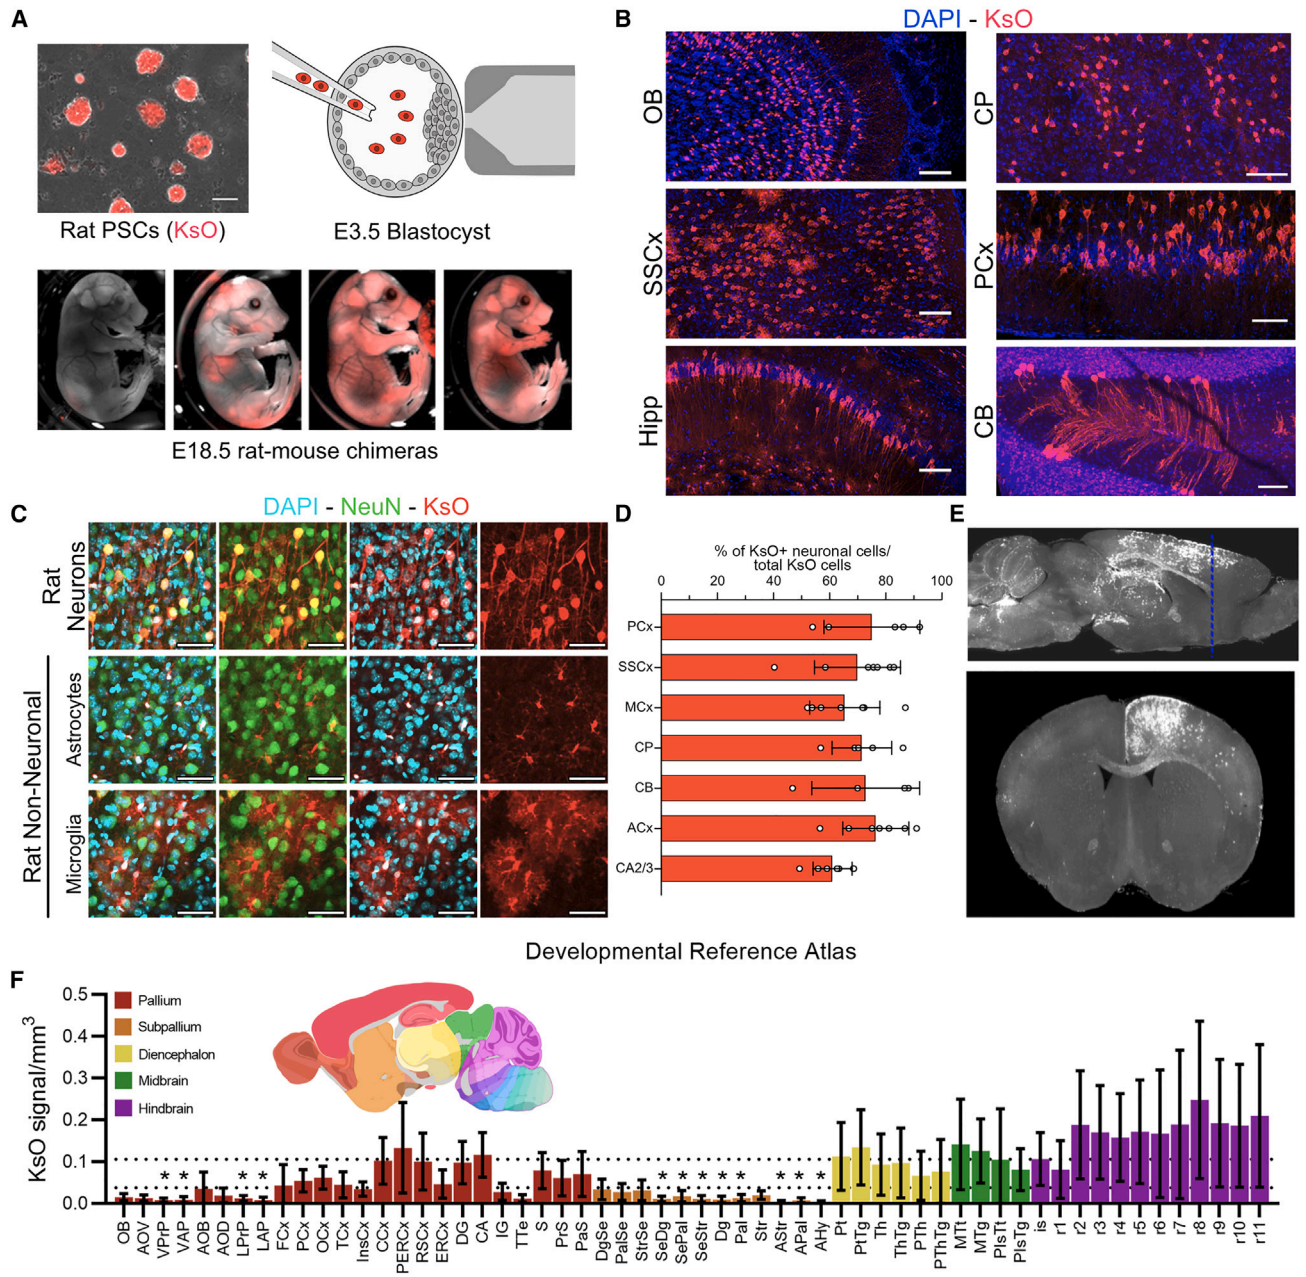 A
Rat PSCs (KsO)
E3.5 Blastocyst
E18.5 rat-mouse chimeras
B
DAPI - KsO
OB
CP
SSCx
PCx
Hipp
CB
C
DAPI - NeuN - KsO
Rat
Neurons
Rat Non-Neuronal
Astrocytes
Microglia
D
% of KsO+ neuronal cells/
total KsO cells
0 20 40 60 80 100
PCx
SSCx
MCx
CP
CB
ACx
CA2/3
E
Developmental Reference Atlas
F
KsO signal/mm³
0.5
0.4
0.3
0.2
0.1
0.0
Pallium
Subpallium
Diencephalon
Midbrain
Hindbrain
* * * * * * * * * * * *
OB AOV VPrP VAP AOB AOD LPrP LAP FCx PCx OCx TCx InsCx CCx PERCx RSCx ERCx DG CA IG TTe S PrS PaS DgSe PalSe StrSe SeDg SePal SeStr Dg Pal Str AStr APal AHy Pt PtTg Th ThTg PTh PThTg MTt MTg PIsTt PIsTg is r1 r2 r3 r4 r5 r6 r7 r8 r9 r10 r11